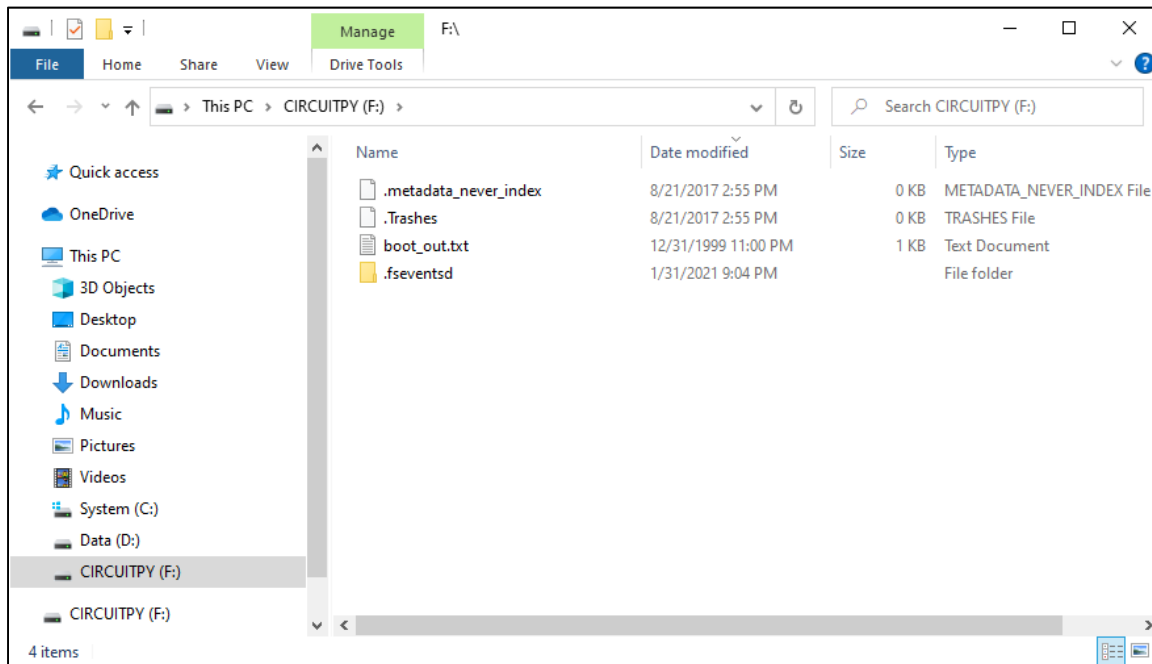 Manage F:\
File Home Share View Drive Tools
This PC > CIRCUITPY (F:) > Search CIRCUITPY (F:)
Name Date modified Size Type
Quick access
.metadata_never_index 8/21/2017 2:55 PM 0 KB METADATA_NEVER_INDEX File
.Trashes 8/21/2017 2:55 PM 0 KB TRASHES File
boot_out.txt 12/31/1999 11:00 PM 1 KB Text Document
.fseventsd 1/31/2021 9:04 PM File folder
OneDrive
This PC
3D Objects
Desktop
Documents
Downloads
Music
Pictures
Videos
System (C:)
Data (D:)
CIRCUITPY (F:)
CIRCUITPY (F:)
4 items